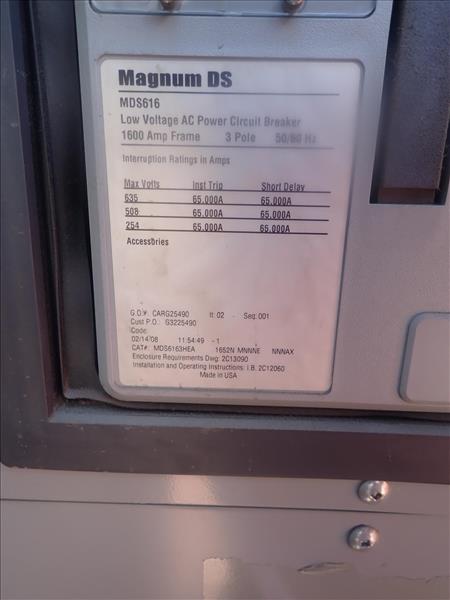 Magnum DS
MDS616
Low Voltage AC Power Circuit Breaker
1600 Amp Frame 3 Pole 50/60 Hz
Interruption Ratings in Amps
Max Volts Inst Trip Short Delay
635 65,000A 65,000A
508 65,000A 65,000A
254 65,000A 65,000A
Accessories
G.O.#: CARG25490 It: 02 Seq: 001
Cust P.O.: G3225490
Code:
02/14/08 11:54:49 - 1
CAT#: MDS6163HEA 1652N MNNNE NNNAX
Enclosure Requirements Dwg: 2C13090
Installation and Operating Instructions: I.B. 2C12060
Made in USA